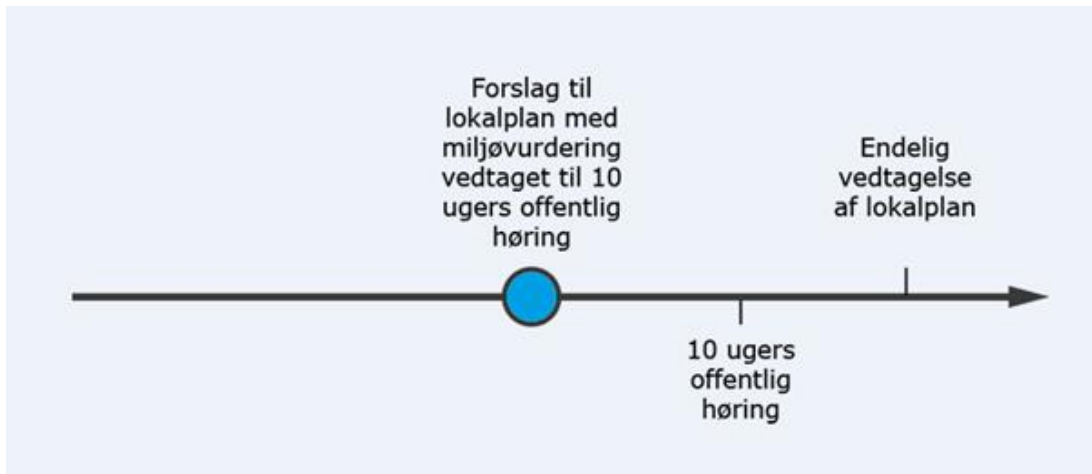 Forslag til
lokalplan med
miljøvurdering
vedtaget til 10
ugers offentlig
høring
10 ugers
offentlig
høring
Endelig
vedtagelse
af lokalplan